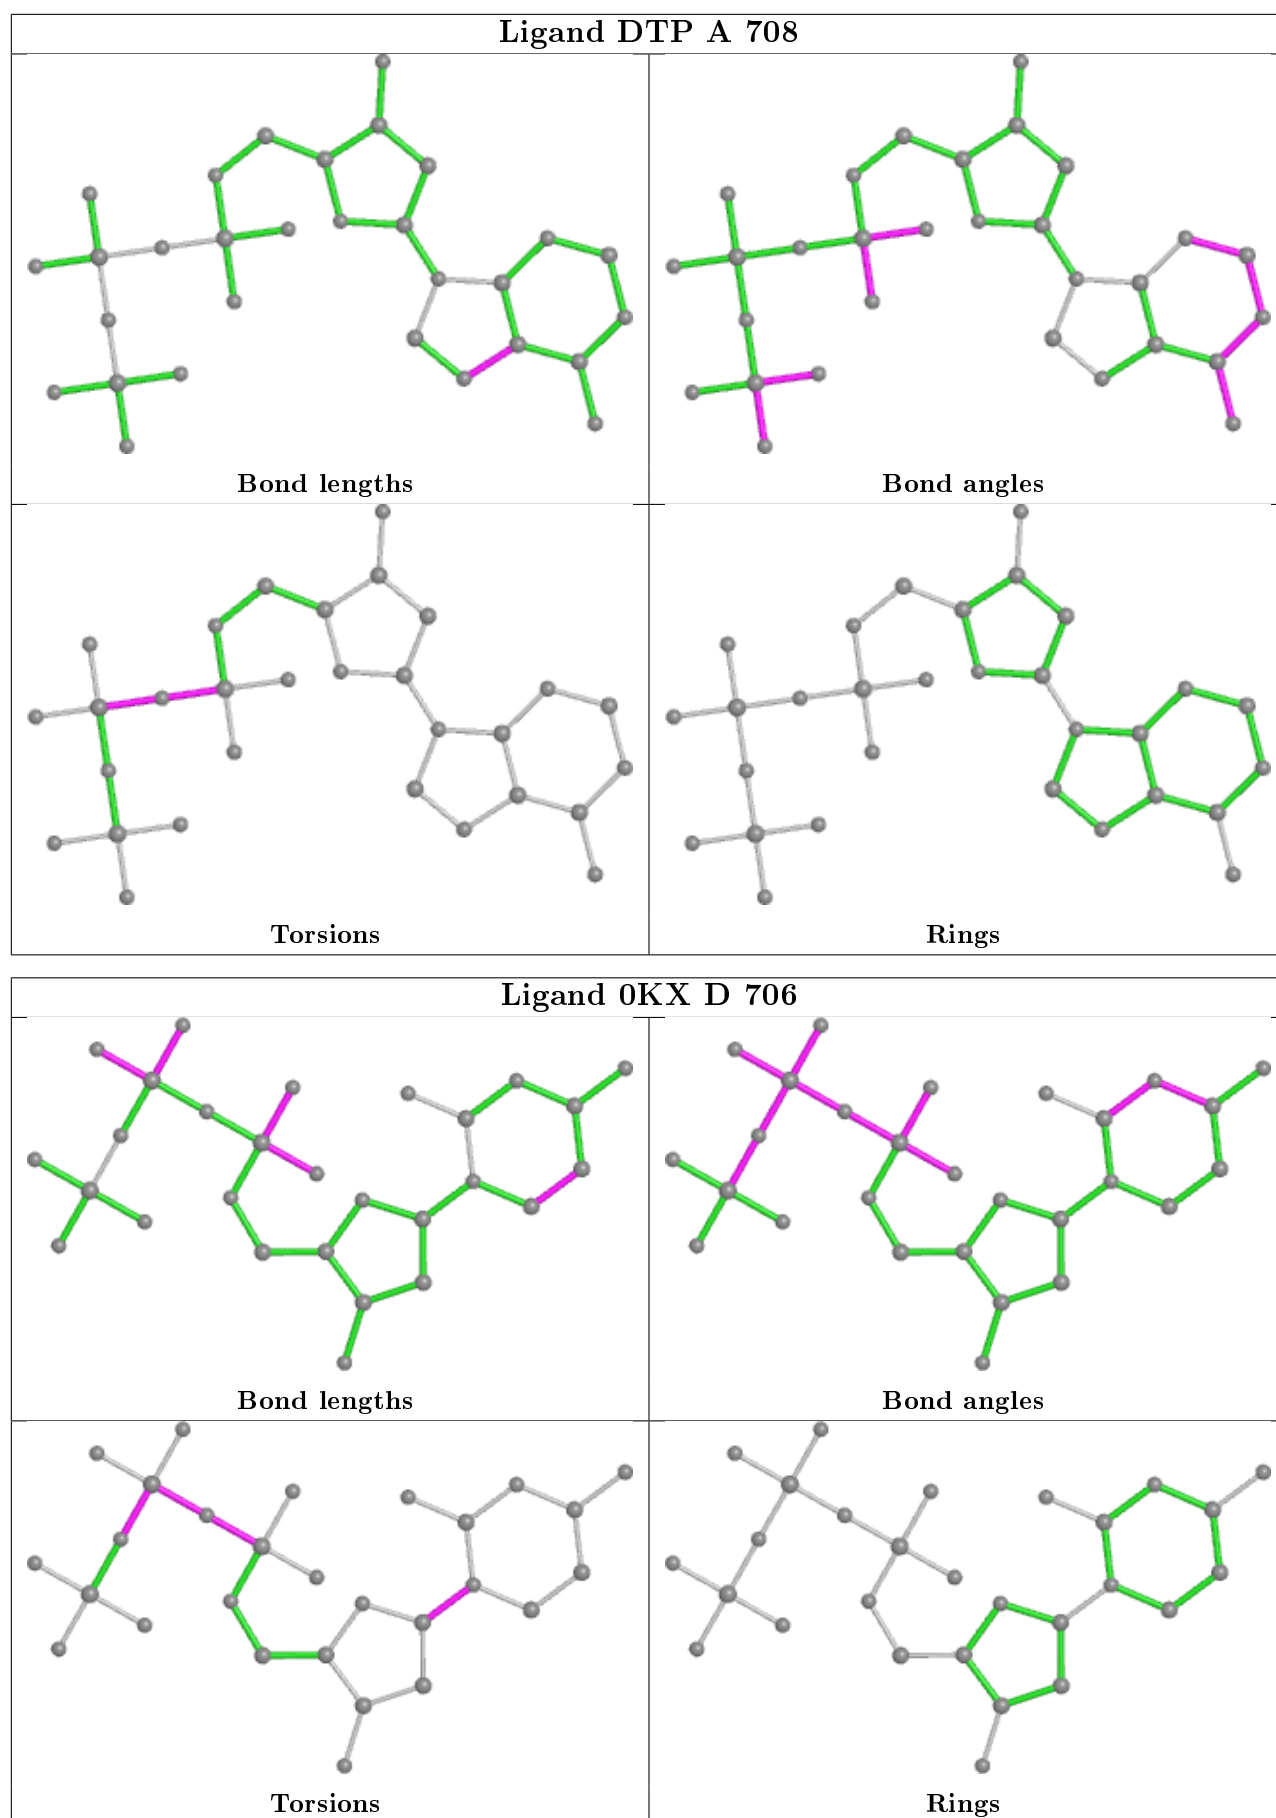 Ligand DTP A 708
Bond lengths
Bond angles
Torsions
Rings
Ligand 0KX D 706
Bond lengths
Bond angles
Torsions
Rings